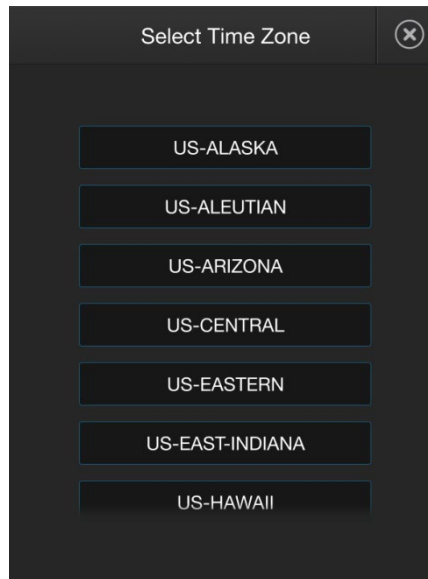 Select Time Zone
US-ALASKA
US-ALEUTIAN
US-ARIZONA
US-CENTRAL
US-EASTERN
US-EAST-INDIANA
US-HAWAII